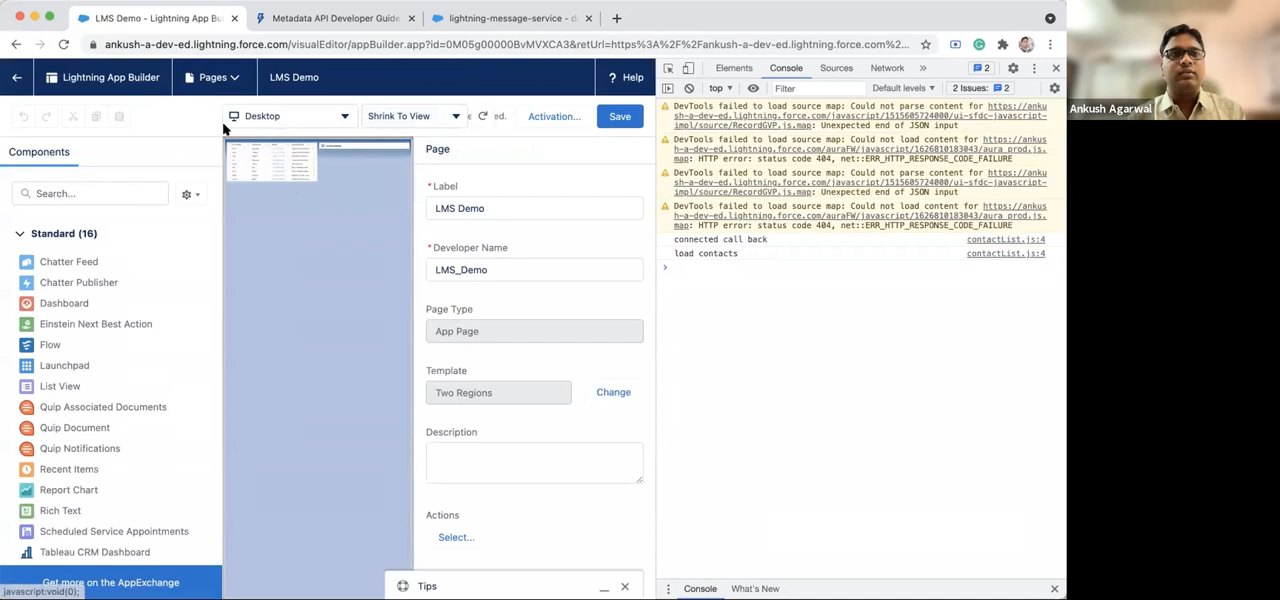 LMS Demo - Lightning App Bu
Metadata API Developer Guide
lightning-message-service - d
ankush-a-dev-ed.lightning.force.com/visualEditor/appBuilder.app?id=0M05g00000BvMVXCA3&retUrl=https%3A%2F%2Fankush-a-dev-ed.lightning.force.com%2...
Lightning App Builder
Pages
LMS Demo
? Help
Elements
Console
Sources
Network
»
2
Desktop
Shrink To View
ed.
Activation...
Save
top
Filter
Default levels
2 Issues:
2
Components
Search...
Standard (16)
Chatter Feed
Chatter Publisher
Dashboard
Einstein Next Best Action
Flow
Launchpad
List View
Quip Associated Documents
Quip Document
Quip Notifications
Recent Items
Report Chart
Rich Text
Scheduled Service Appointments
Tableau CRM Dashboard
Get more on the AppExchange
javascript:void(0);
Page
* Label
LMS Demo
* Developer Name
LMS_Demo
Page Type
App Page
Template
Two Regions
Change
Description
Actions
Select...
Tips
DevTools failed to load source map: Could not parse content for https://anku
sh-a-dev-ed.lightning.force.com/javascript/1515605724000/ui-sfdc-javascript-
impl/source/RecordGVP.js.map: Unexpected end of JSON input
DevTools failed to load source map: Could not load content for https://ankus
h-a-dev-ed.lightning.force.com/auraFW/javascript/1626810183043/aura_prod.js.
map: HTTP error: status code 404, net::ERR_HTTP_RESPONSE_CODE_FAILURE
DevTools failed to load source map: Could not parse content for https://anku
sh-a-dev-ed.lightning.force.com/javascript/1515605724000/ui-sfdc-javascript-
impl/source/RecordGVP.js.map: Unexpected end of JSON input
DevTools failed to load source map: Could not load content for https://ankus
h-a-dev-ed.lightning.force.com/auraFW/javascript/1626810183043/aura_prod.js.
map: HTTP error: status code 404, net::ERR_HTTP_RESPONSE_CODE_FAILURE
connected call back
contactList.js:4
load contacts
contactList.js:4
Console
What's New
Ankush Agarwal